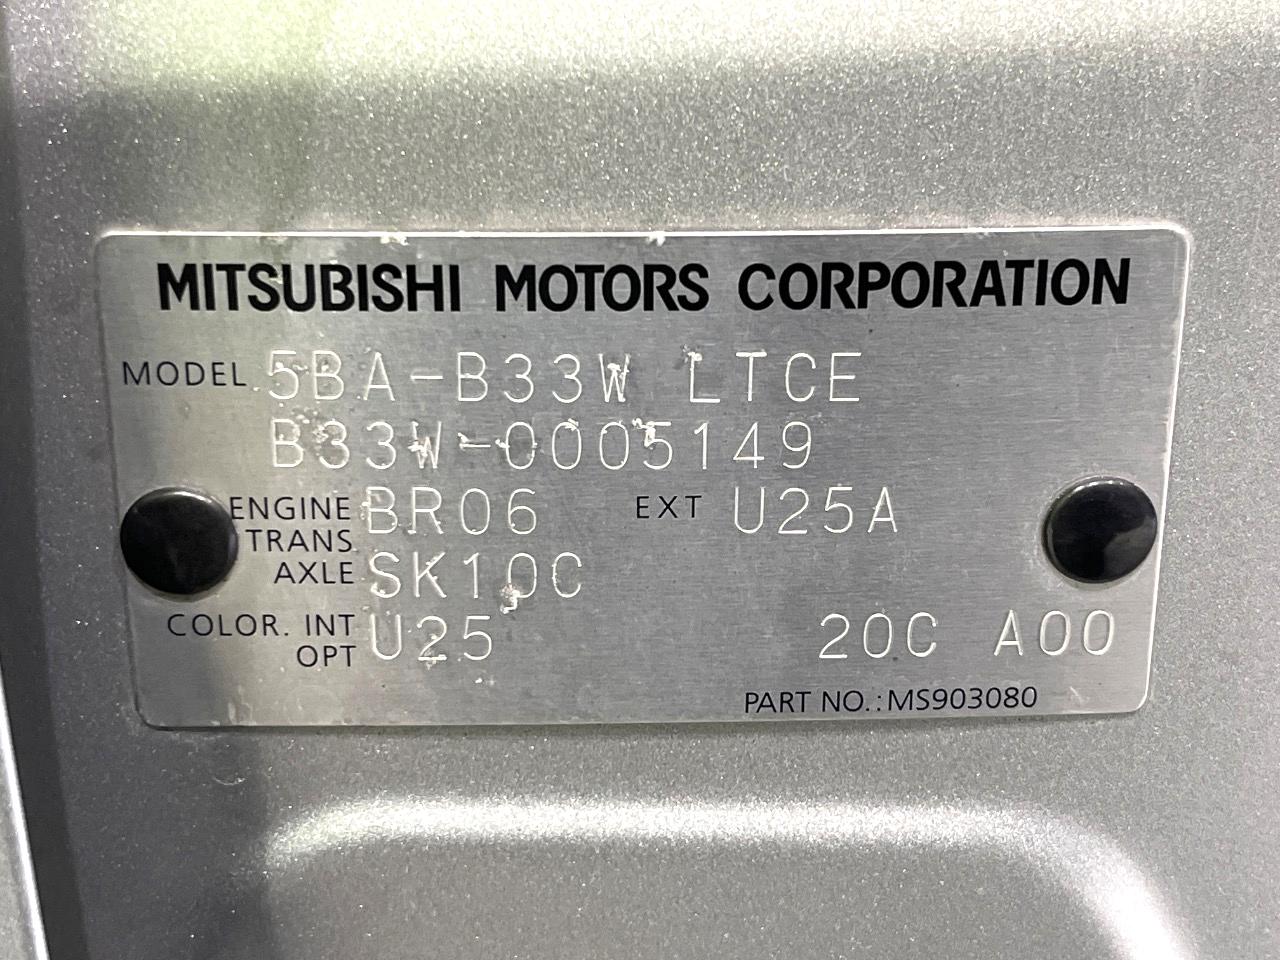 MITSUBISHI MOTORS CORPORATION
MODEL 5BA-B33W LTCE
B33W-0005149
ENGINE BR06 EXT U25A
TRANS
AXLE SK10C
COLOR. INT U25 20C A00
OPT
PART NO.:MS903080